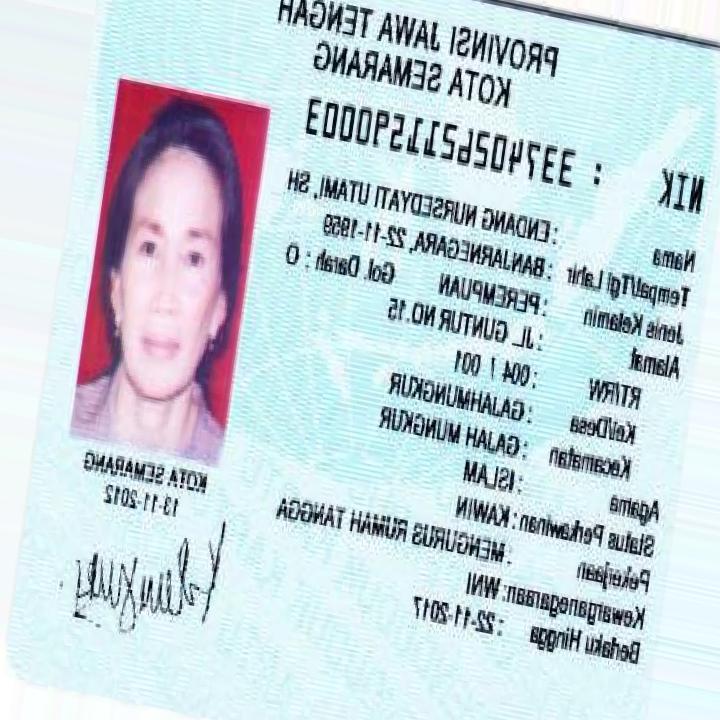 PROVINSI JAWA TENGAH
KOTA SEMARANG
NIK : 3374026211590003
Nama : ENDANG NURSEDYATI UTAMI, SH
Tempat/Tgl Lahir : BANJARNEGARA, 22-11-1959
Jenis Kelamin : PEREMPUAN Gol. Darah : O
Alamat : JL. GUNTUR NO.15
RT/RW : 004 / 001
Kel/Desa : GAJAHMUNGKUR
Kecamatan : GAJAH MUNGKUR
Agama : ISLAM
Status Perkawinan : KAWIN
Pekerjaan : MENGURUS RUMAH TANGGA
Kewarganegaraan : WNI
Berlaku Hingga : 22-11-2017
KOTA SEMARANG
13-11-2012